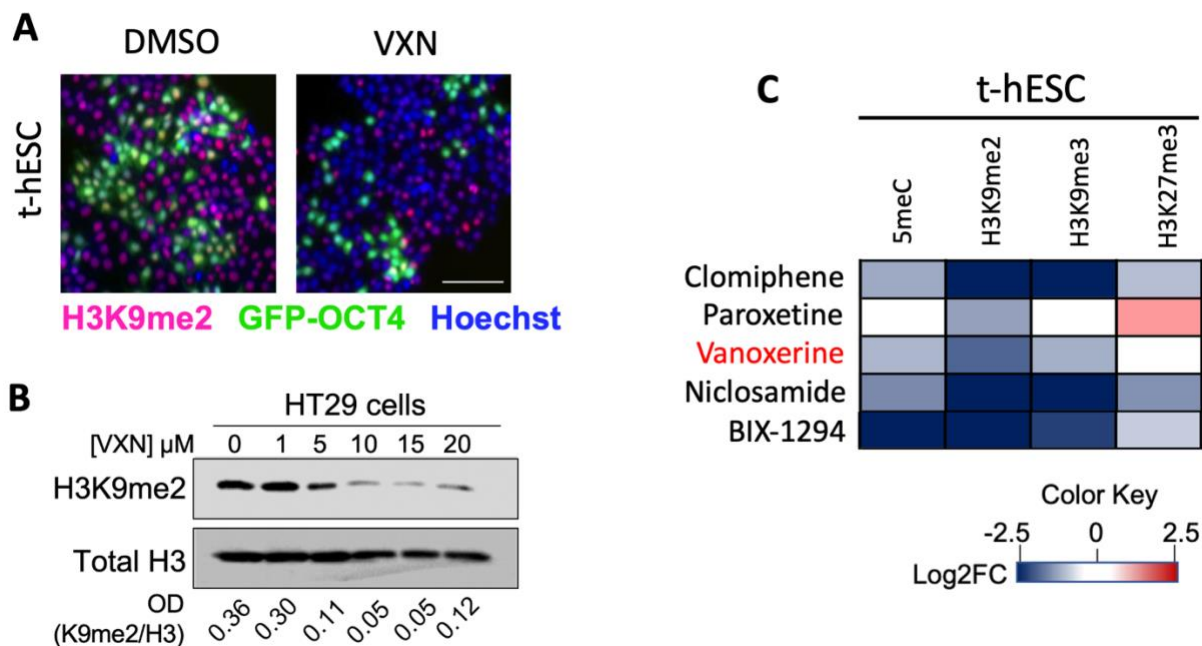 A
DMSO VXN
t-hESC
H3K9me2 GFP-OCT4 Hoechst
B
HT29 cells
[VXN] µM 0 1 5 10 15 20
H3K9me2
Total H3
OD
(K9me2/H3) 0.36 0.30 0.11 0.05 0.05 0.12
C
t-hESC
5meC H3K9me2 H3K9me3 H3K27me3
Clomiphene
Paroxetine
Vanoxerine
Niclosamide
BIX-1294
Color Key
-2.5 0 2.5
Log2FC